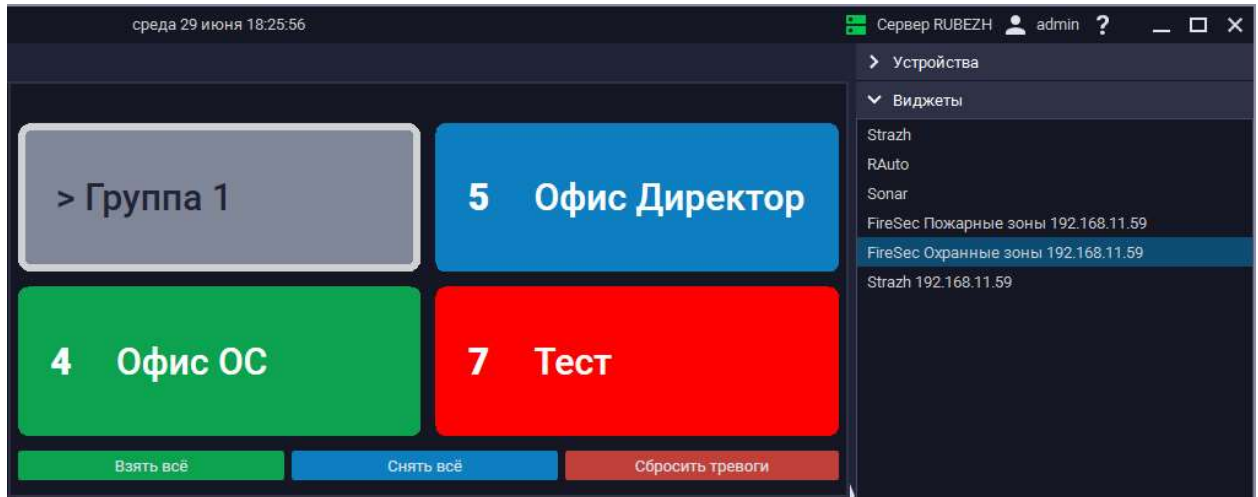 среда 29 июня 18:25:56
Сервер RUBEZH admin ?
Устройства
Виджеты
Strazh
RAuto
Sonar
FireSec Пожарные зоны 192.168.11.59
FireSec Охранные зоны 192.168.11.59
Strazh 192.168.11.59
> Группа 1
5 Офис Директор
4 Офис ОС
7 Тест
Взять всё
Снять всё
Сбросить тревоги